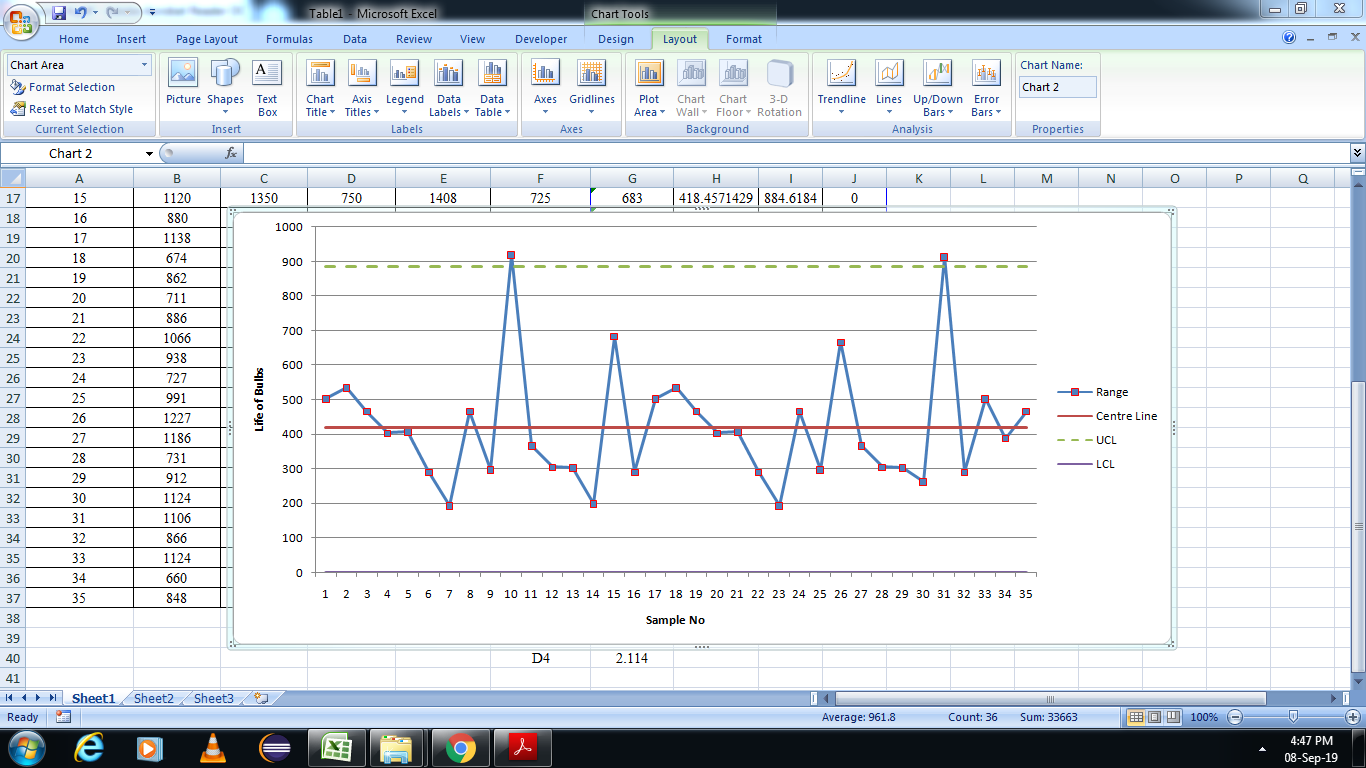 Table1 - Microsoft Excel Chart Tools
Home Insert Page Layout Formulas Data Review View Developer Design Layout Format
Chart Area
Format Selection
Reset to Match Style
Current Selection
Picture Shapes Text Box
Insert
Chart Title Axis Titles Legend Data Labels Data Table
Labels
Axes Gridlines
Axes
Plot Area Chart Wall Chart Floor 3-D Rotation
Background
Trendline Lines Up/Down Bars Error Bars
Analysis
Chart Name:
Chart 2
Properties
Chart 2 fx
A B C D E F G H I J K L M N O P Q
17 15 1120 1350 750 1408 725 683 418.4571429 884.6184 0
18 16 880
19 17 1138
20 18 674
21 19 862
22 20 711
23 21 886
24 22 1066
25 23 938
26 24 727
27 25 991
28 26 1227
29 27 1186
30 28 731
31 29 912
32 30 1124
33 31 1106
34 32 866
35 33 1124
36 34 660
37 35 848
38
39
40 D4 2.114
41
1000
900
800
700
600
500
400
300
200
100
0
Life of Bulbs
1 2 3 4 5 6 7 8 9 10 11 12 13 14 15 16 17 18 19 20 21 22 23 24 25 26 27 28 29 30 31 32 33 34 35
Sample No
Range
Centre Line
UCL
LCL
Sheet1 Sheet2 Sheet3
Ready Average: 961.8 Count: 36 Sum: 33663 100%
4:47 PM
08-Sep-19